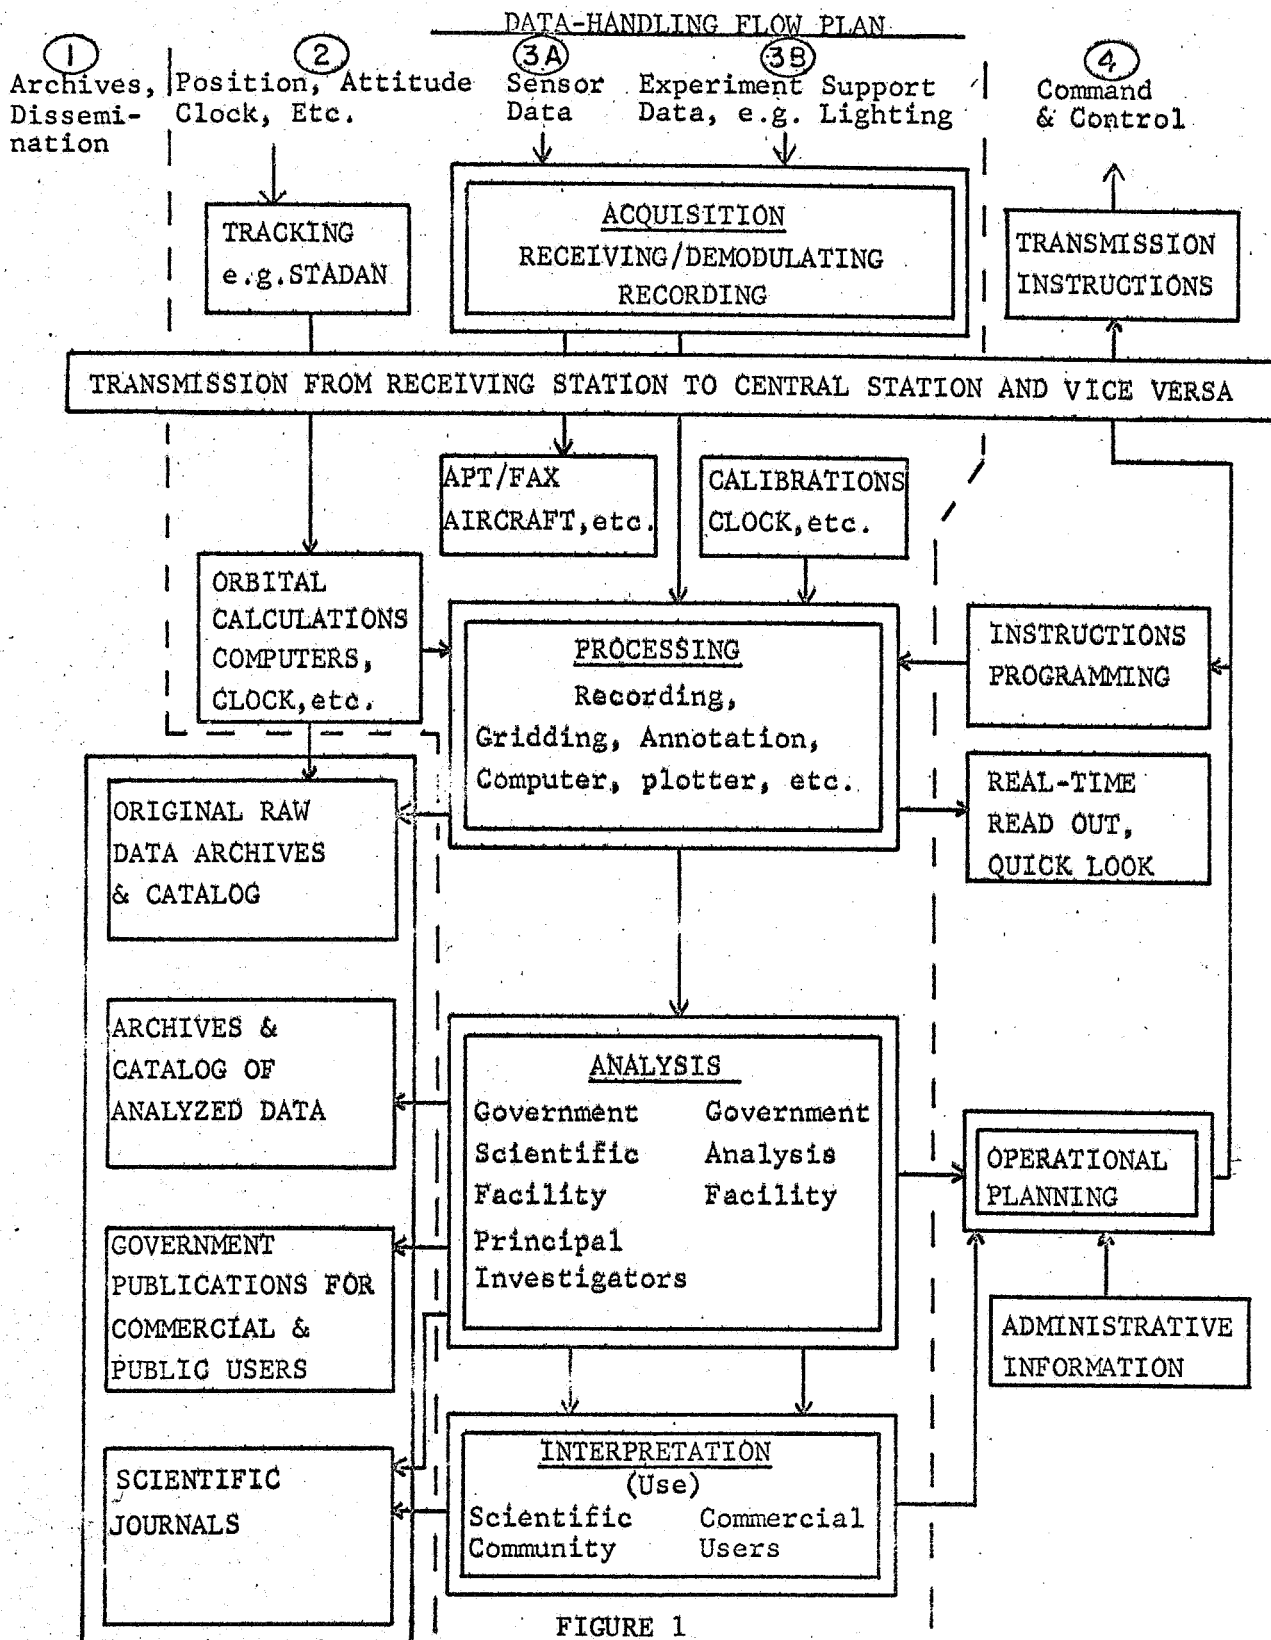 DATA-HANDLING FLOW PLAN
1
Archives,
Dissemi-
nation
2
Position, Attitude
Clock, Etc.
3A
Sensor
Data
3B
Experiment Support
Data, e.g. Lighting
4
Command
& Control
TRACKING
e.g.STADAN
ACQUISITION
RECEIVING/DEMODULATING
RECORDING
TRANSMISSION
INSTRUCTIONS
TRANSMISSION FROM RECEIVING STATION TO CENTRAL STATION AND VICE VERSA
APT/FAX
AIRCRAFT,etc.
CALIBRATIONS
CLOCK,etc.
ORBITAL
CALCULATIONS
COMPUTERS,
CLOCK,etc.
PROCESSING
Recording,
Gridding, Annotation,
Computer, plotter, etc.
INSTRUCTIONS
PROGRAMMING
REAL-TIME
READ OUT,
QUICK LOOK
ORIGINAL RAW
DATA ARCHIVES
& CATALOG
ARCHIVES &
CATALOG OF
ANALYZED DATA
ANALYSIS
Government
Scientific
Facility
Principal
Investigators
Government
Analysis
Facility
OPERATIONAL
PLANNING
GOVERNMENT
PUBLICATIONS FOR
COMMERCIAL &
PUBLIC USERS
ADMINISTRATIVE
INFORMATION
SCIENTIFIC
JOURNALS
INTERPRETATION
(Use)
Scientific
Community
Commercial
Users
FIGURE 1